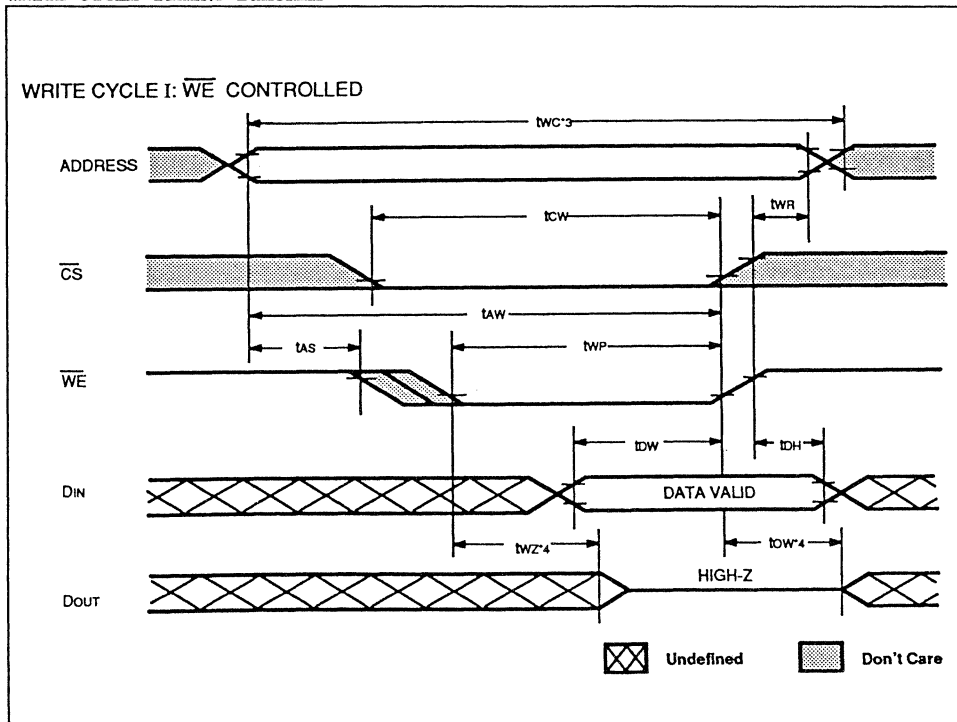 WRITE CYCLE I: WE CONTROLLED
tWC*3
ADDRESS
tWR
tCW
CS
tAW
tAS
tWP
WE
tDW
tDH
DIN
DATA VALID
tWZ*4
tOW*4
HIGH-Z
DOUT
Undefined
Don't Care